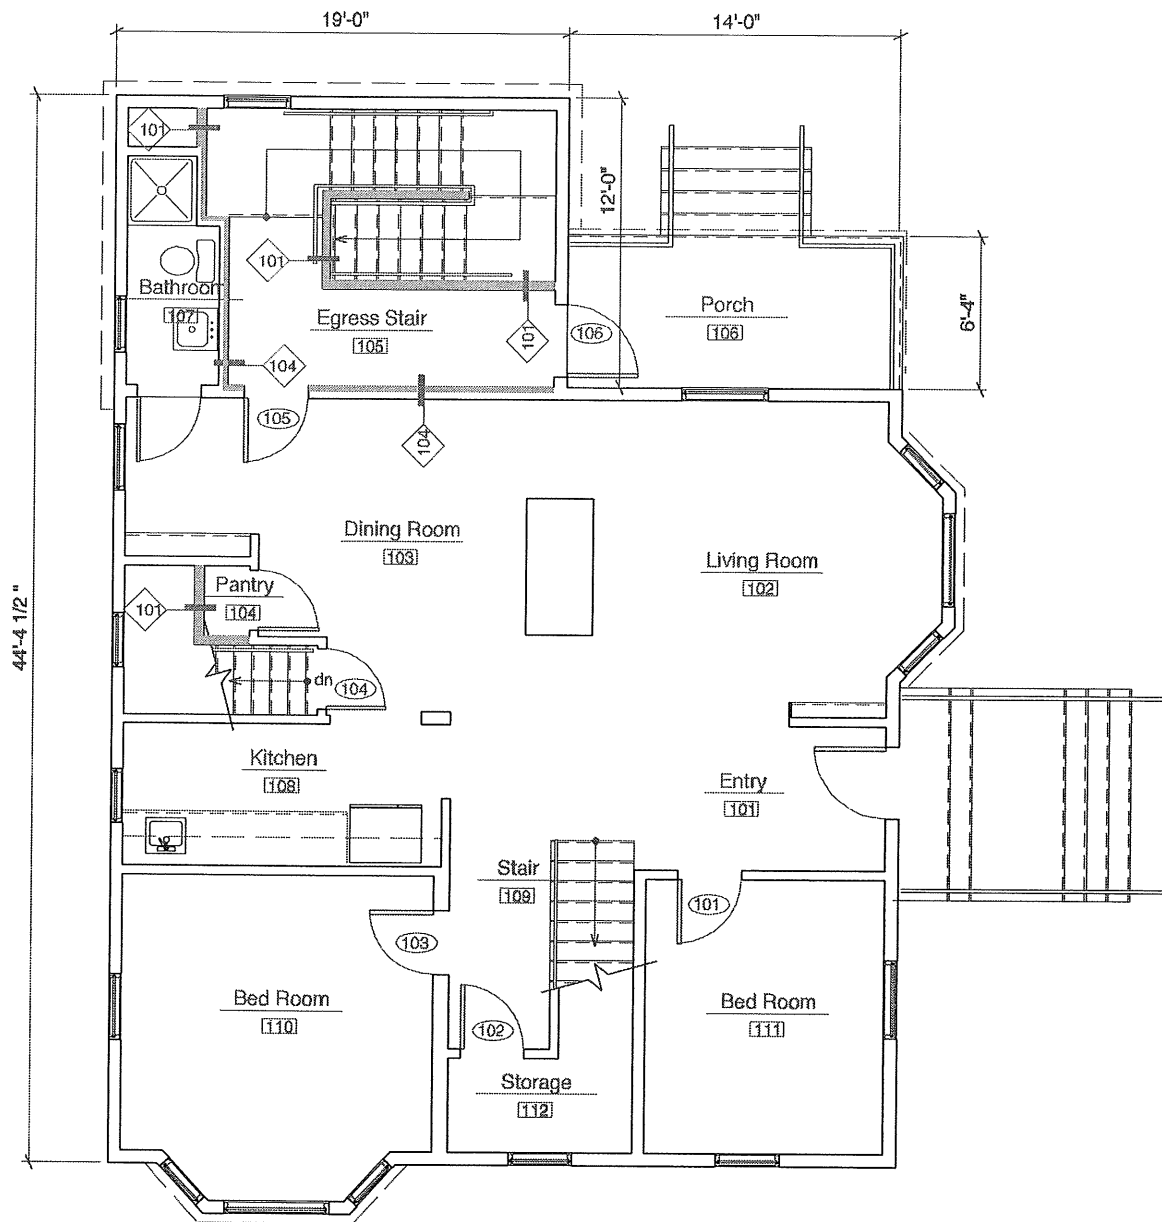 19'-0"
14'-0"
101
12'-0"
101
Bathroom
107
Egress Stair
105
101
106
Porch
106
6'-4"
104
105
104
Dining Room
103
Living Room
102
44'-4 1/2 "
Pantry
104
101
dn
104
Kitchen
108
Entry
101
Stair
109
101
103
Bed Room
110
102
Bed Room
111
Storage
112